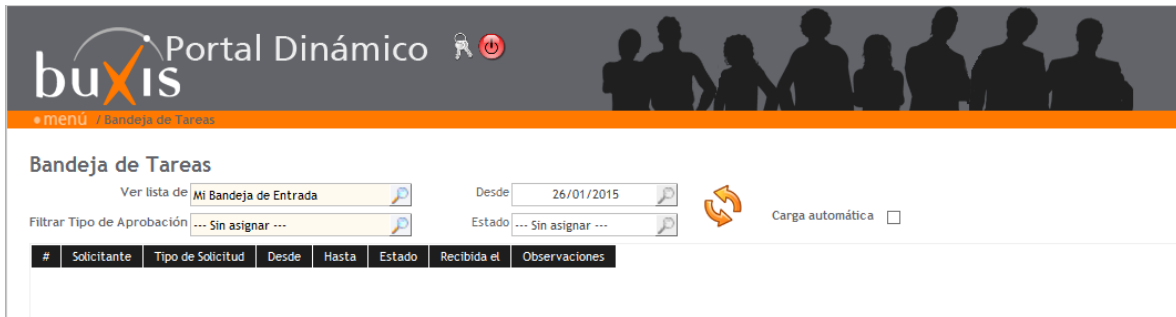 buxis Portal Dinámico
•menú / Bandeja de Tareas
Bandeja de Tareas
Ver lista de Mi Bandeja de Entrada Desde 26/01/2015
Filtrar Tipo de Aprobación --- Sin asignar --- Estado --- Sin asignar --- Carga automática
# Solicitante Tipo de Solicitud Desde Hasta Estado Recibida el Observaciones